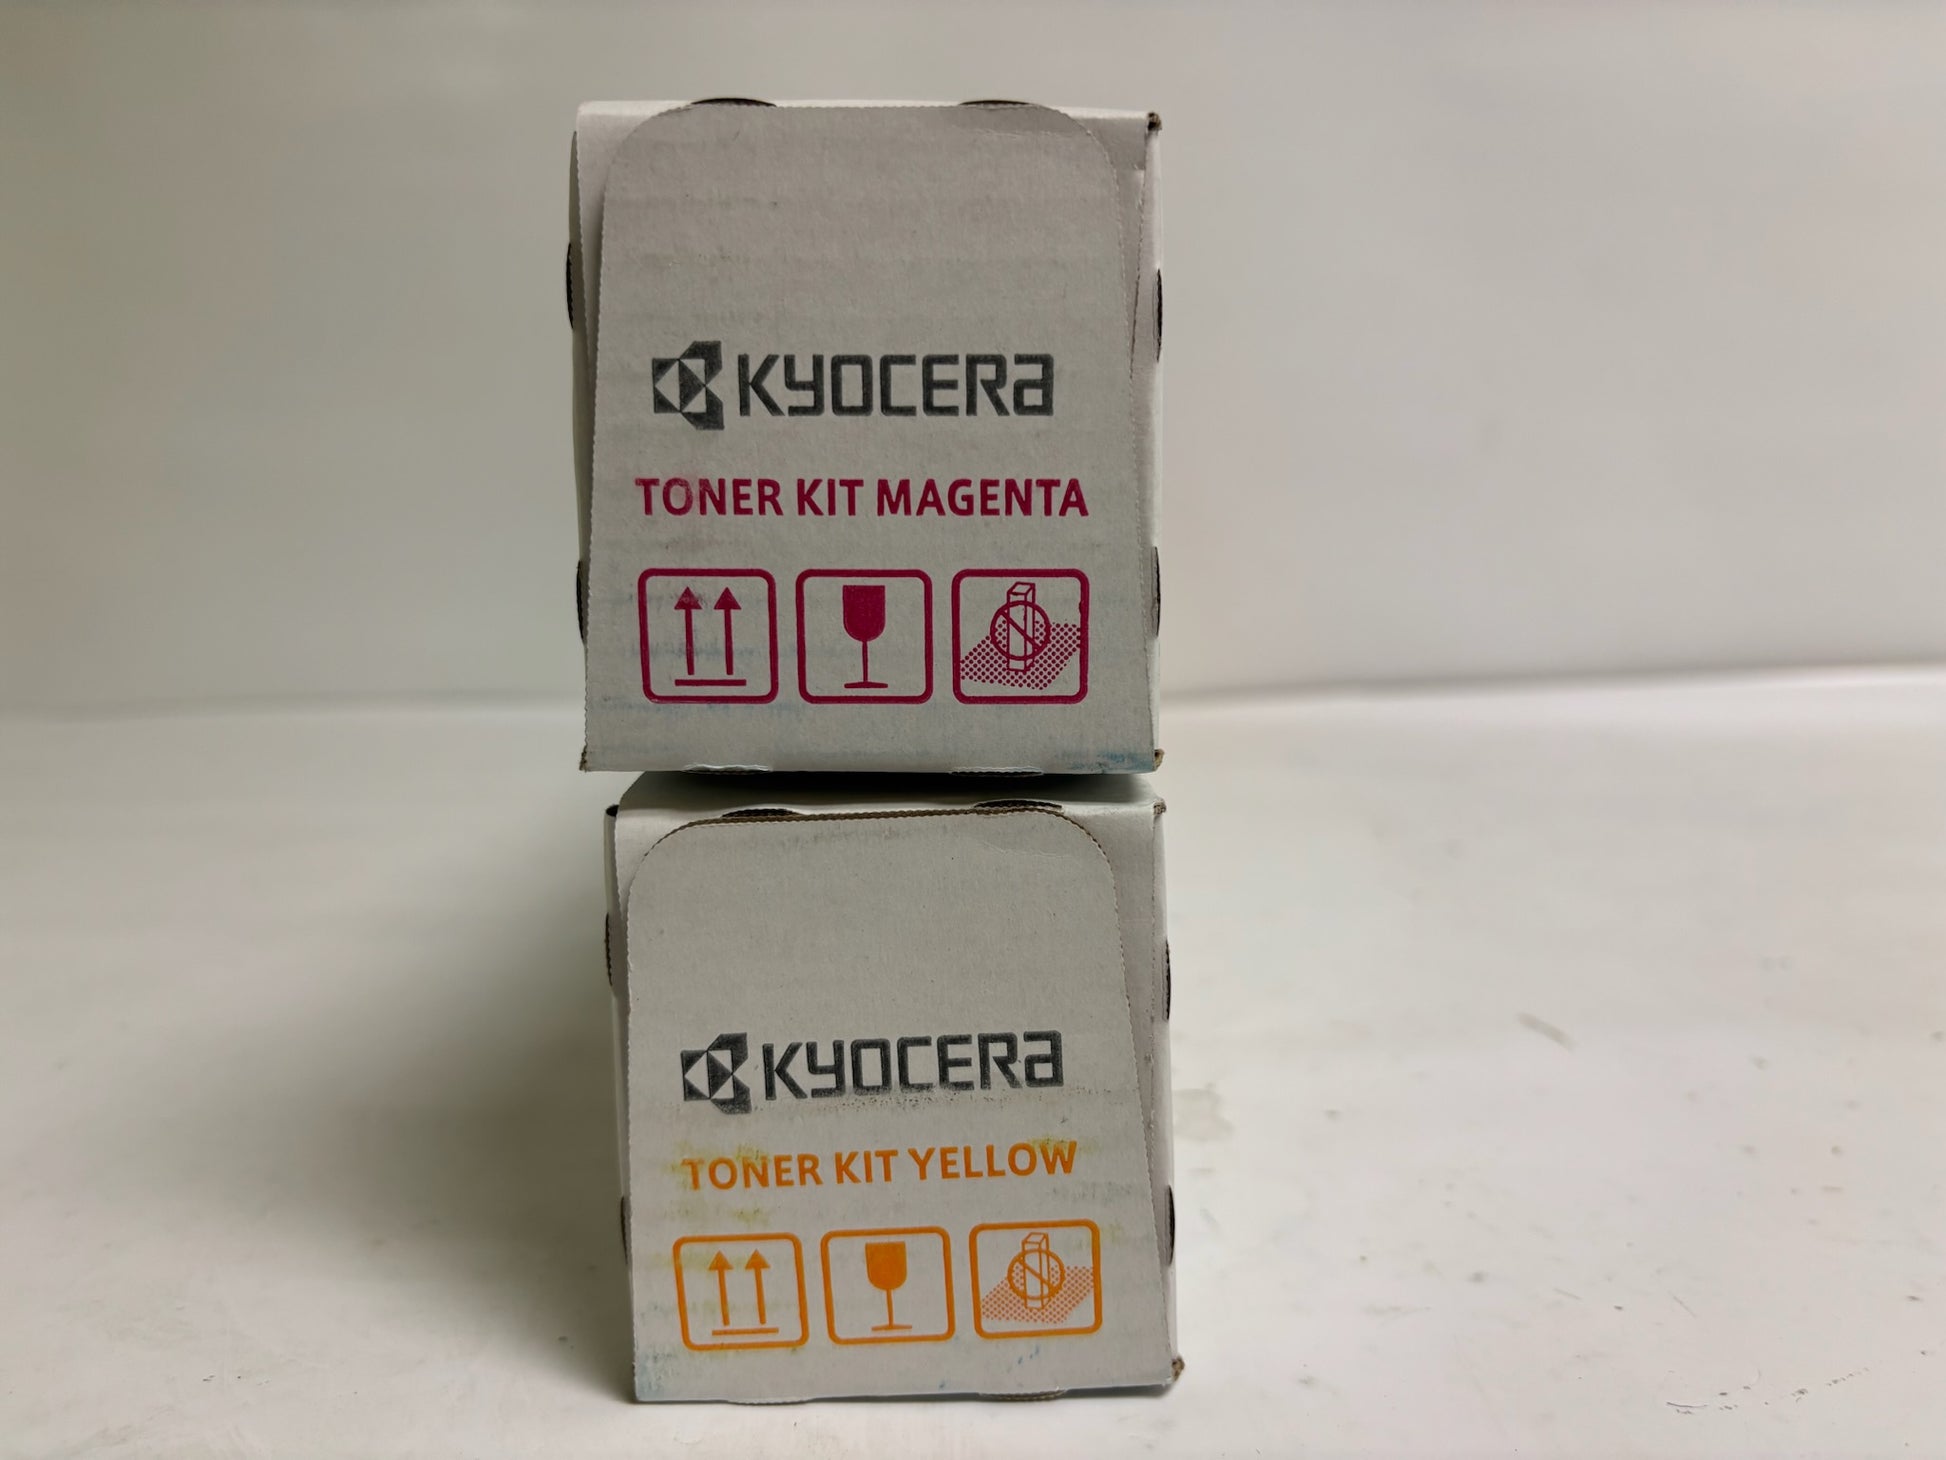 KYOCERA
TONER KIT MAGENTA
KYOCERA
TONER KIT YELLOW